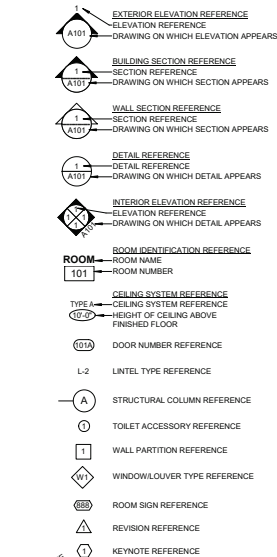 1
EXTERIOR ELEVATION REFERENCE
ELEVATION REFERENCE
A101
DRAWING ON WHICH ELEVATION APPEARS
BUILDING SECTION REFERENCE
1
SECTION REFERENCE
A101
DRAWING ON WHICH SECTION APPEARS
WALL SECTION REFERENCE
1
SECTION REFERENCE
A101
DRAWING ON WHICH SECTION APPEARS
DETAIL REFERENCE
1
DETAIL REFERENCE
A101
DRAWING ON WHICH DETAIL APPEARS
INTERIOR ELEVATION REFERENCE
1
ELEVATION REFERENCE
1 1
1
A101
DRAWING ON WHICH DETAIL APPEARS
ROOM IDENTIFICATION REFERENCE
ROOM ROOM NAME
101 ROOM NUMBER
CEILING SYSTEM REFERENCE
TYPE A CEILING SYSTEM REFERENCE
10'-0" HEIGHT OF CEILING ABOVE
FINISHED FLOOR
101A DOOR NUMBER REFERENCE
L-2 LINTEL TYPE REFERENCE
A STRUCTURAL COLUMN REFERENCE
1 TOILET ACCESSORY REFERENCE
1 WALL PARTITION REFERENCE
W1 WINDOW/LOUVER TYPE REFERENCE
888 ROOM SIGN REFERENCE
1 REVISION REFERENCE
1 KEYNOTE REFERENCE